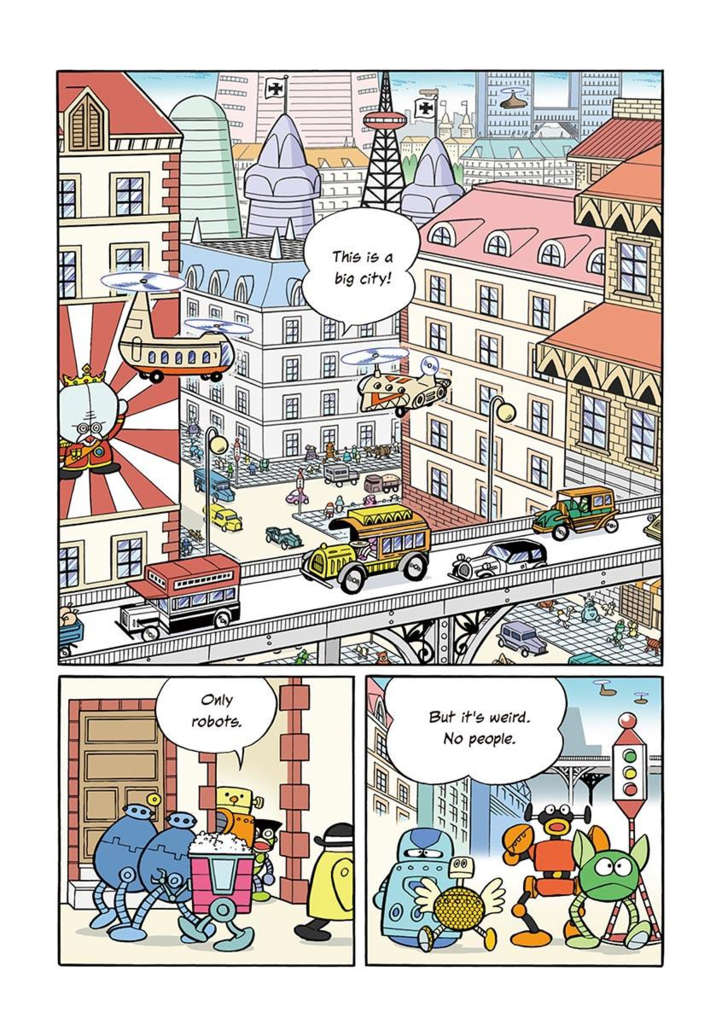 This is a
big city!
Only
robots.
But it's weird.
No people.